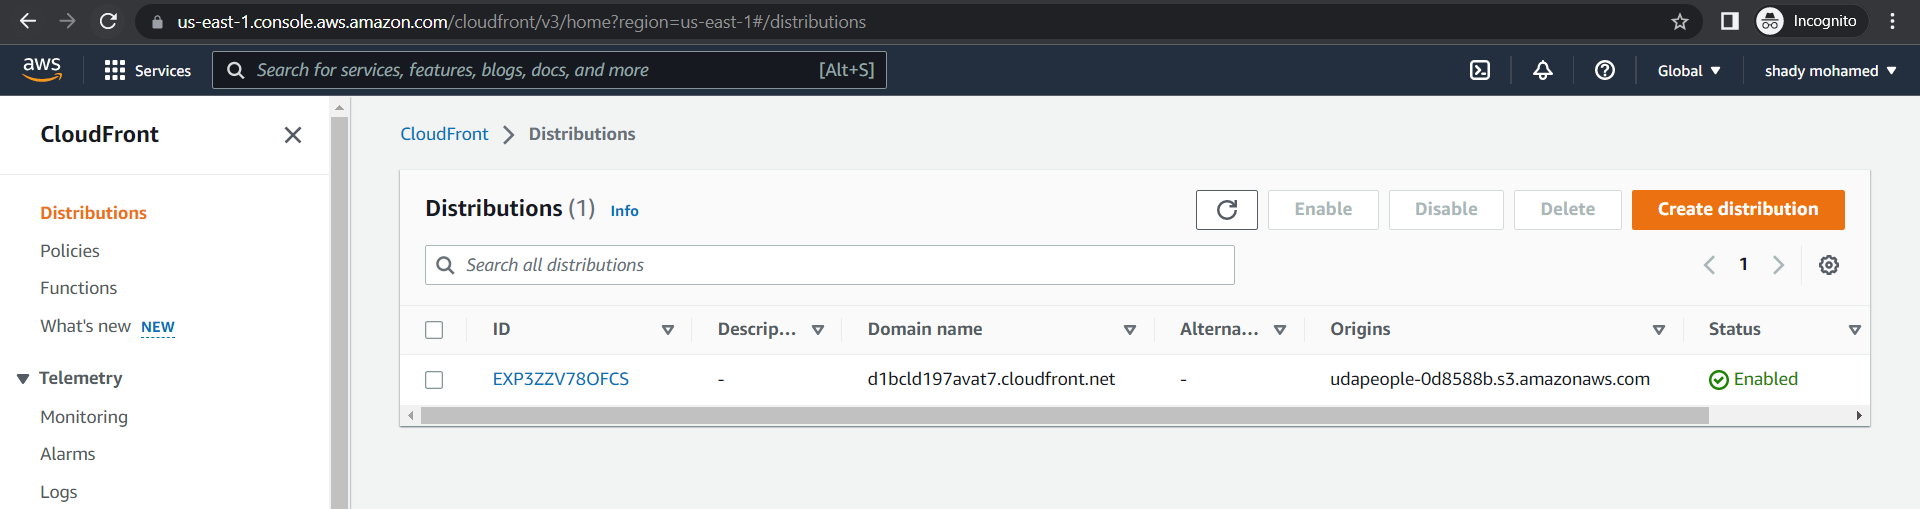 us-east-1.console.aws.amazon.com/cloudfront/v3/home?region=us-east-1#/distributions
Incognito
aws
Services
Search for services, features, blogs, docs, and more [Alt+S]
Global
shady mohamed
CloudFront
Distributions
Policies
Functions
What's new NEW
Telemetry
Monitoring
Alarms
Logs
CloudFront > Distributions
Distributions (1) Info
Enable
Disable
Delete
Create distribution
Search all distributions
1
ID Descrip... Domain name Alterna... Origins Status
EXP3ZZV78OFCS - d1bcld197avat7.cloudfront.net - udapeople-0d8588b.s3.amazonaws.com Enabled